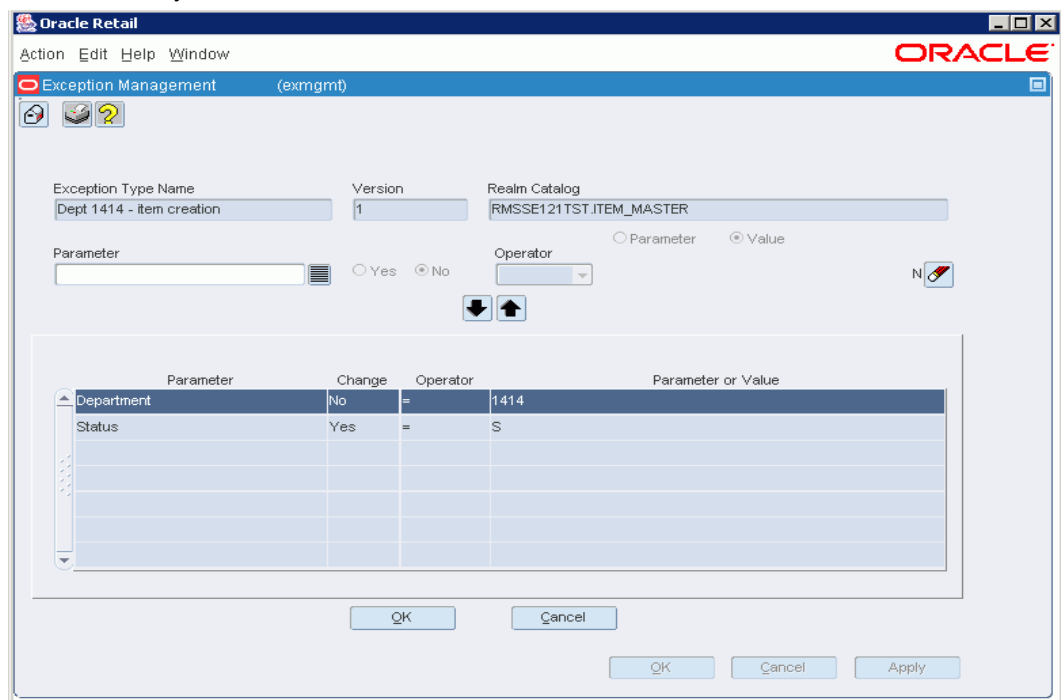 Oracle Retail
Action Edit Help Window
ORACLE
Exception Management (exmgmt)
Exception Type Name Version Realm Catalog
Dept 1414 - item creation 1 RMSSE121TST.ITEM_MASTER
Parameter Value
Parameter Operator
Yes No N
Parameter Change Operator Parameter or Value
Department No = 1414
Status Yes = S
OK Cancel
OK Cancel Apply